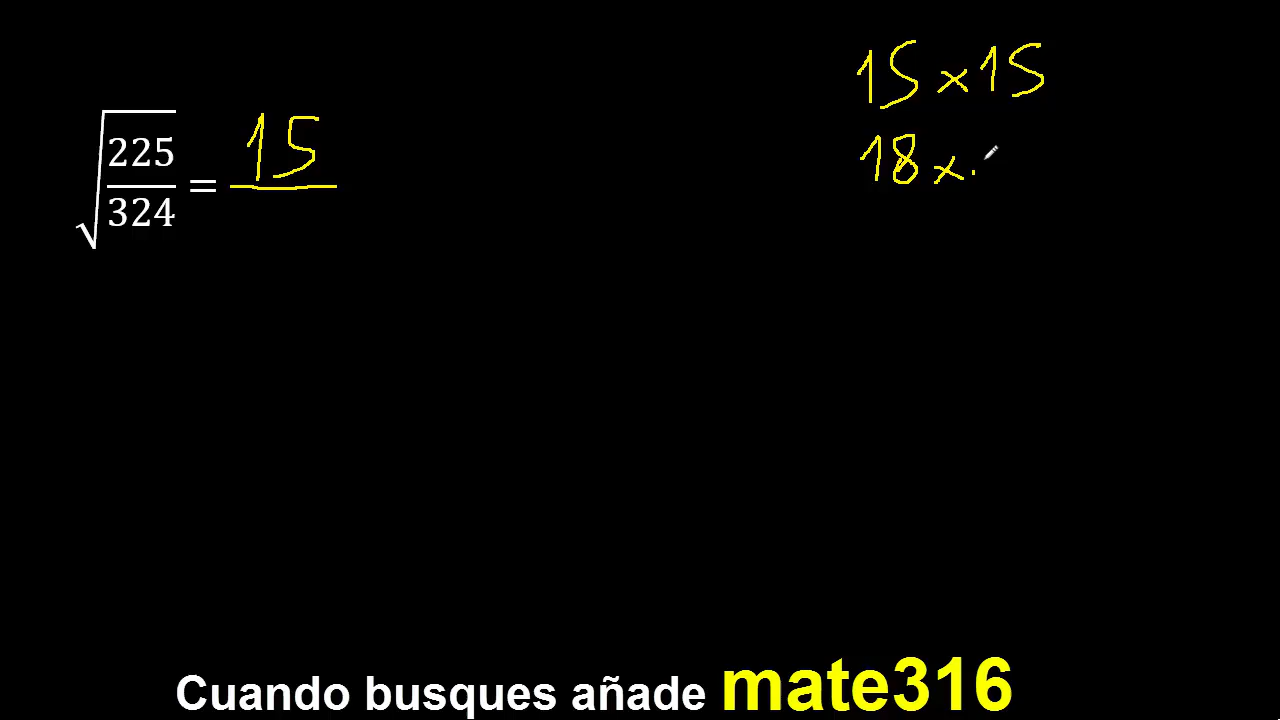 √225/324 = 15
15 x 15
18 x
Cuando busques añade mate316